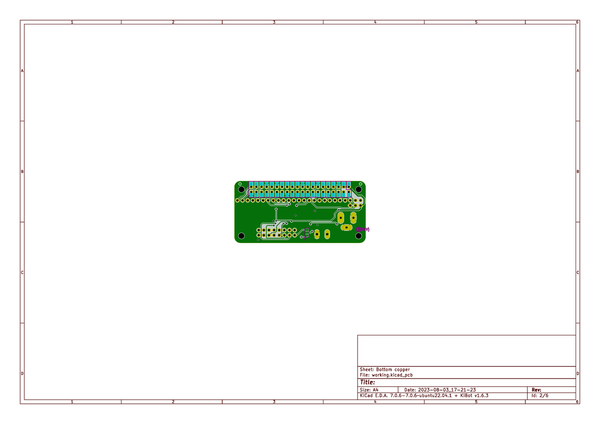 1 2 3 4 5 6
A A
B B
C C
D D
Sheet: Bottom copper
File: working.kicad_pcb
Title:
Size: A4 Date: 2023-08-03_17-21-23 Rev:
KiCad E.D.A. 7.0.6-7.0.6~ubuntu22.04.1 + KiBot v1.6.3 Id: 2/6
1 2 3 4 5 6